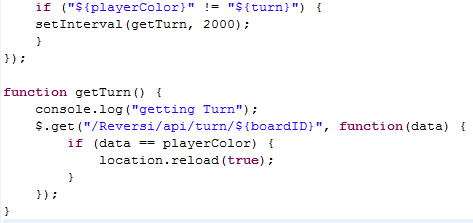 if ("${playerColor}" != "${turn}") {
setInterval(getTurn, 2000);
}
});
function getTurn() {
console.log("getting Turn");
$.get("/Reversi/api/turn/${boardID}", function(data) {
if (data == playerColor) {
location.reload(true);
}
});
}